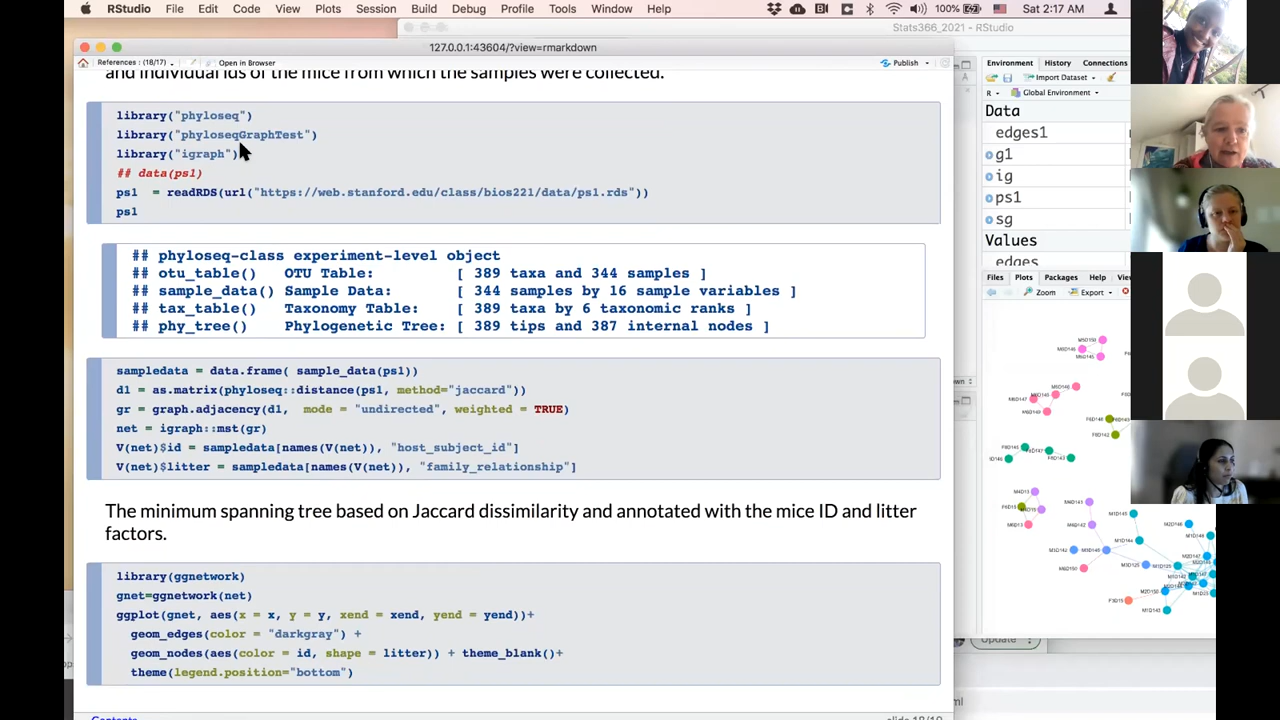 RStudio File Edit Code View Plots Session Build Debug Profile Tools Window Help 100% Sat 2:17 AM
Stats366_2021 - RStudio
127.0.0.1:43604/?view=rmarkdown
References : (18/17) Open in Browser Publish
and individual ids of the mice from which the samples were collected.
library("phyloseq")
library("phyloseqGraphTest")
library("igraph")
## data(ps1)
ps1 = readRDS(url("https://web.stanford.edu/class/bios221/data/ps1.rds"))
ps1
## phyloseq-class experiment-level object
## otu_table() OTU Table: [ 389 taxa and 344 samples ]
## sample_data() Sample Data: [ 344 samples by 16 sample variables ]
## tax_table() Taxonomy Table: [ 389 taxa by 6 taxonomic ranks ]
## phy_tree() Phylogenetic Tree: [ 389 tips and 387 internal nodes ]
sampledata = data.frame( sample_data(ps1))
d1 = as.matrix(phyloseq::distance(ps1, method="jaccard"))
gr = graph.adjacency(d1, mode = "undirected", weighted = TRUE)
net = igraph::mst(gr)
V(net)$id = sampledata[names(V(net)), "host_subject_id"]
V(net)$litter = sampledata[names(V(net)), "family_relationship"]
The minimum spanning tree based on Jaccard dissimilarity and annotated with the mice ID and litter
factors.
library(ggnetwork)
gnet=ggnetwork(net)
ggplot(gnet, aes(x = x, y = y, xend = xend, yend = yend))+
geom_edges(color = "darkgray") +
geom_nodes(aes(color = id, shape = litter)) + theme_blank()+
theme(legend.position="bottom")
Contents
slide 18/19
Environment History Connections
Import Dataset
R Global Environment
Data
edges1
g1
ig
ps1
sg
Values
edges
Files Plots Packages Help
Zoom Export
Update